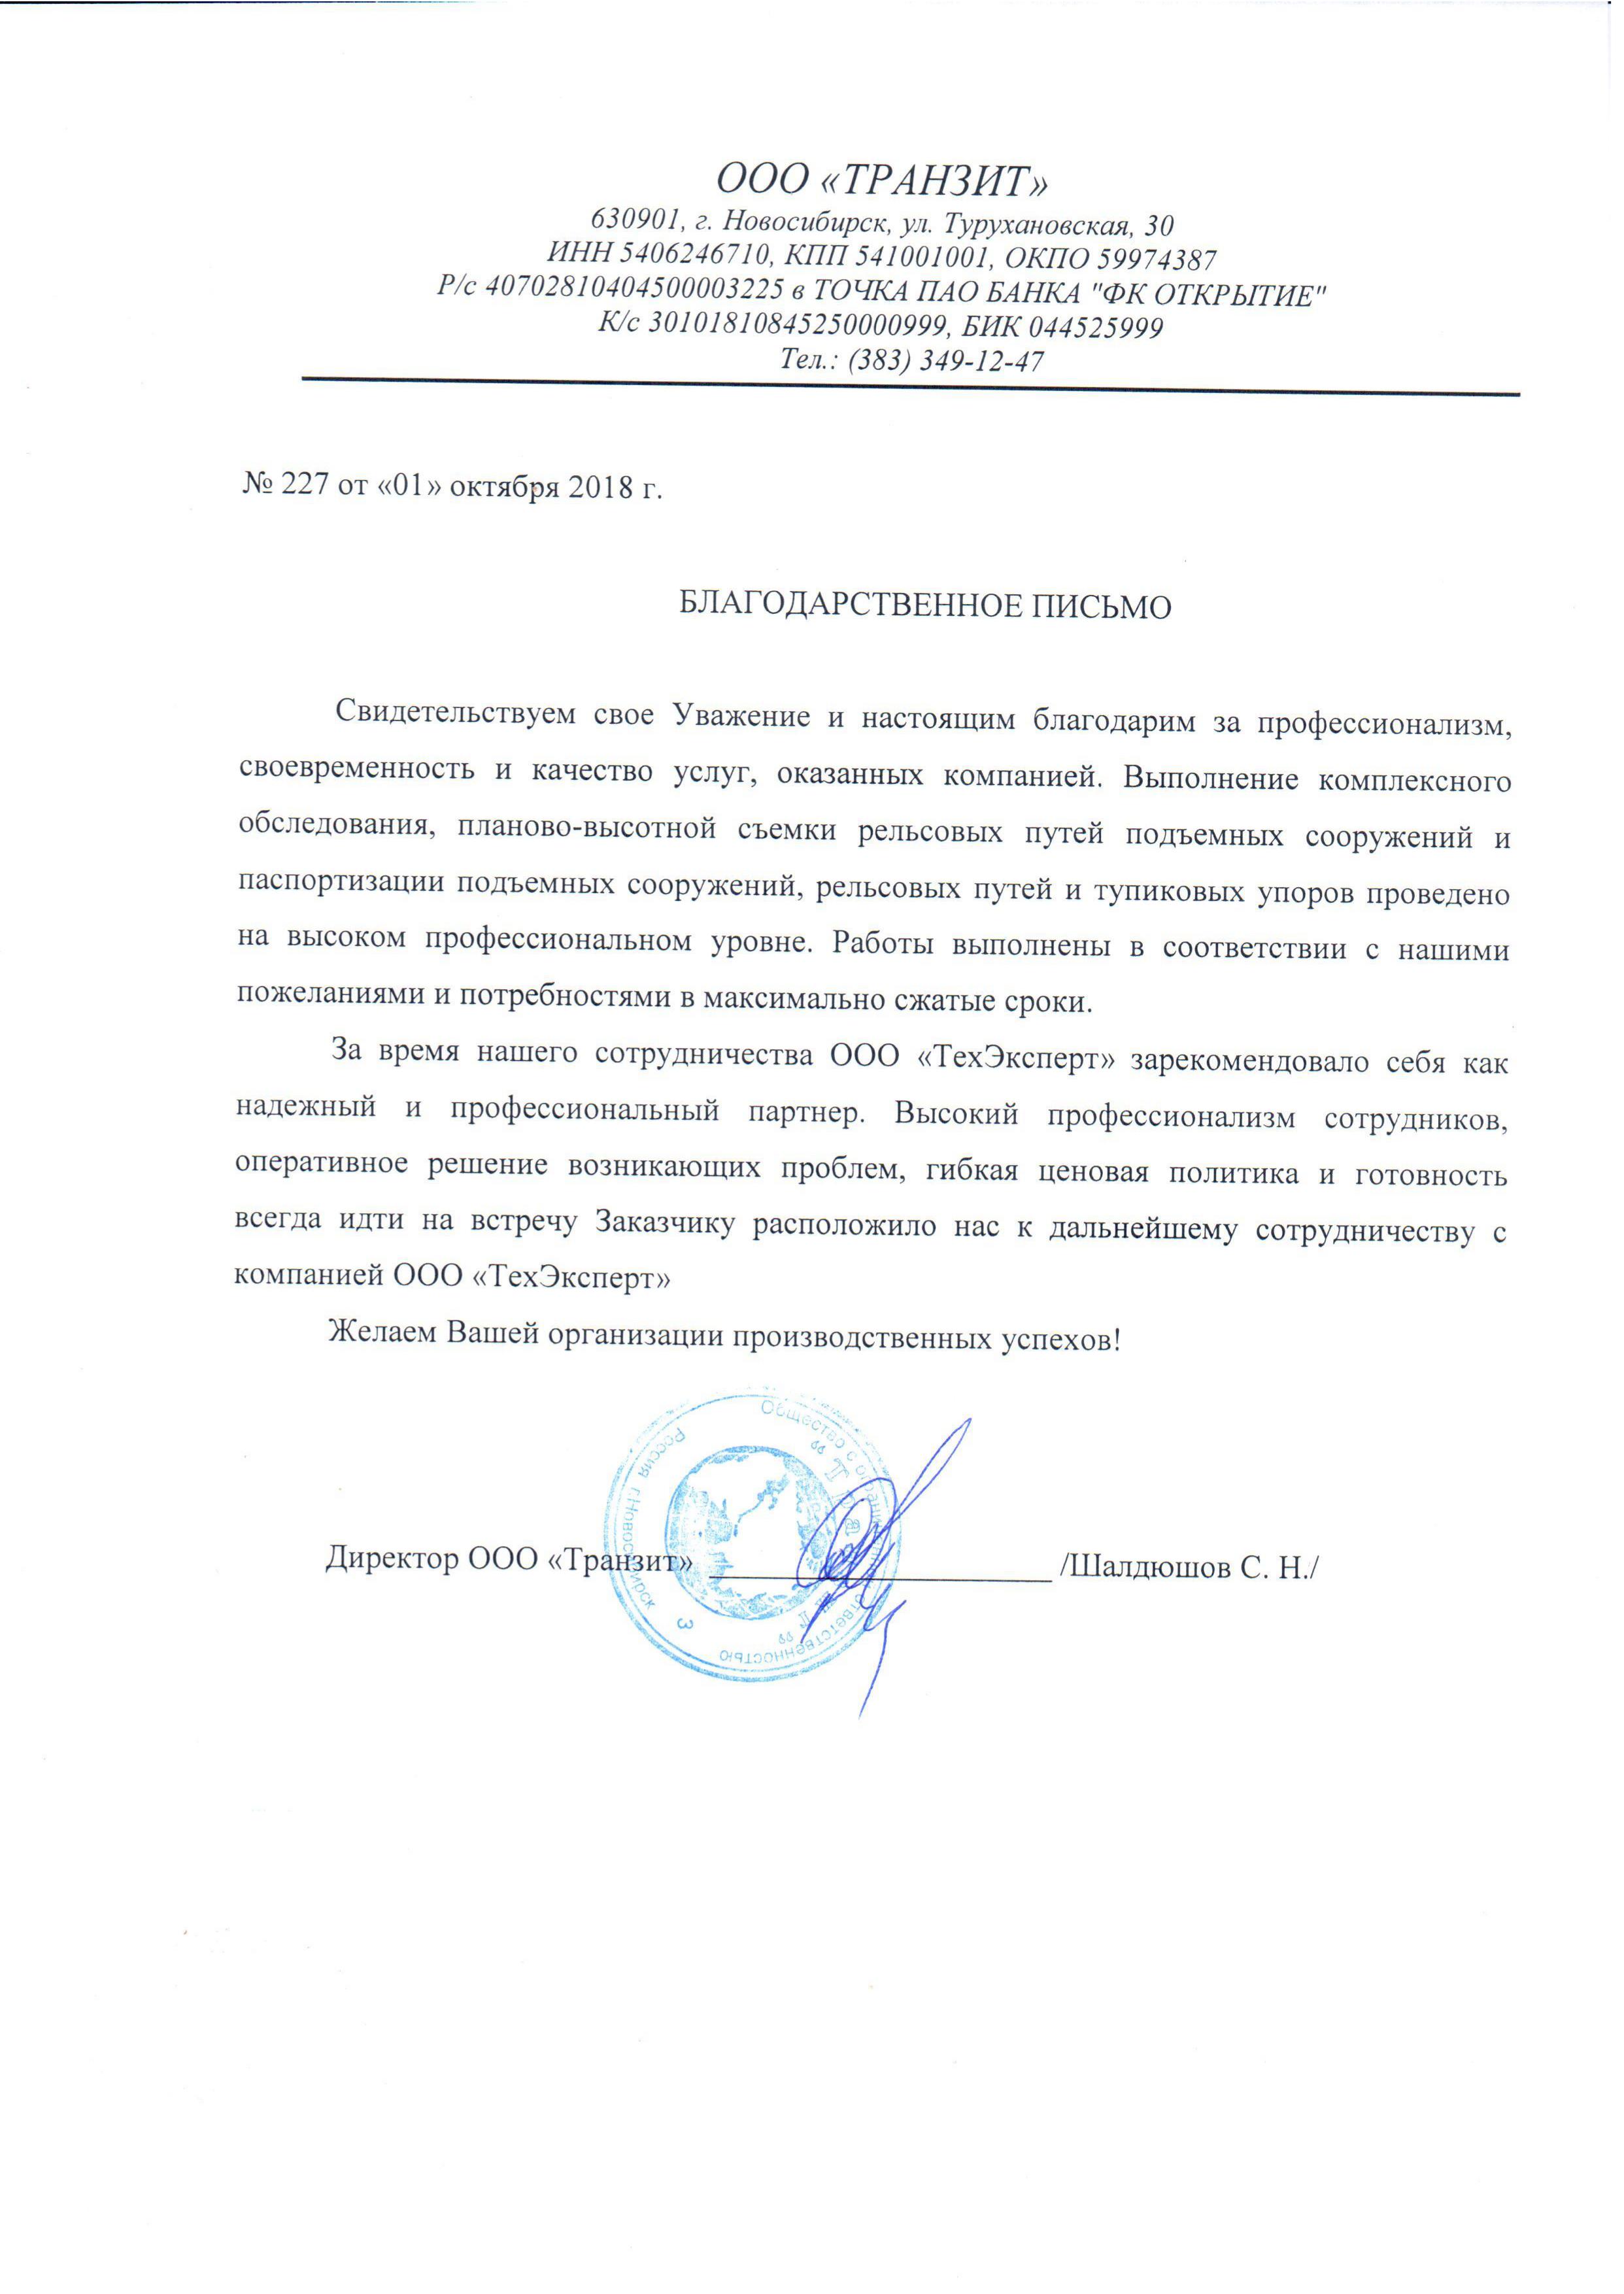 ООО «ТРАНЗИТ»
630901, г. Новосибирск, ул. Турухановская, 30
ИНН 5406246710, КПП 541001001, ОКПО 59974387
Р/с 40702810404500003225 в ТОЧКА ПАО БАНКА "ФК ОТКРЫТИЕ"
К/с 30101810845250000999, БИК 044525999
Тел.: (383) 349-12-47
№ 227 от «01» октября 2018 г.
БЛАГОДАРСТВЕННОЕ ПИСЬМО
Свидетельствуем свое Уважение и настоящим благодарим за профессионализм,
своевременность и качество услуг, оказанных компанией. Выполнение комплексного
обследования, планово-высотной съемки рельсовых путей подъемных сооружений и
паспортизации подъемных сооружений, рельсовых путей и тупиковых упоров проведено
на высоком профессиональном уровне. Работы выполнены в соответствии с нашими
пожеланиями и потребностями в максимально сжатые сроки.
За время нашего сотрудничества ООО «ТехЭксперт» зарекомендовало себя как
надежный и профессиональный партнер. Высокий профессионализм сотрудников,
оперативное решение возникающих проблем, гибкая ценовая политика и готовность
всегда идти на встречу Заказчику расположило нас к дальнейшему сотрудничеству с
компанией ООО «ТехЭксперт»
Желаем Вашей организации производственных успехов!
Директор ООО «Транзит» ____________________ /Шалдюшов С. Н./
Россия г.Новосибирск
Общество с ответственностью